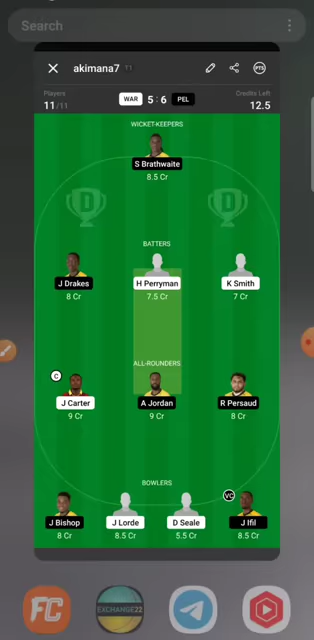 Search
akimana7 11
PTS
Players
11/11
WAR 5 : 6 PEL
Credits Left
12.5
WICKET-KEEPERS
S Brathwaite
8.5 Cr
BATTERS
J Drakes
8 Cr
H Perryman
7.5 Cr
K Smith
7 Cr
ALL-ROUNDERS
C
J Carter
9 Cr
A Jordan
9 Cr
R Persaud
8 Cr
BOWLERS
J Bishop
8 Cr
J Lorde
8.5 Cr
D Seale
5.5 Cr
VC
J Ifil
8.5 Cr
FC
EXCHANGE22